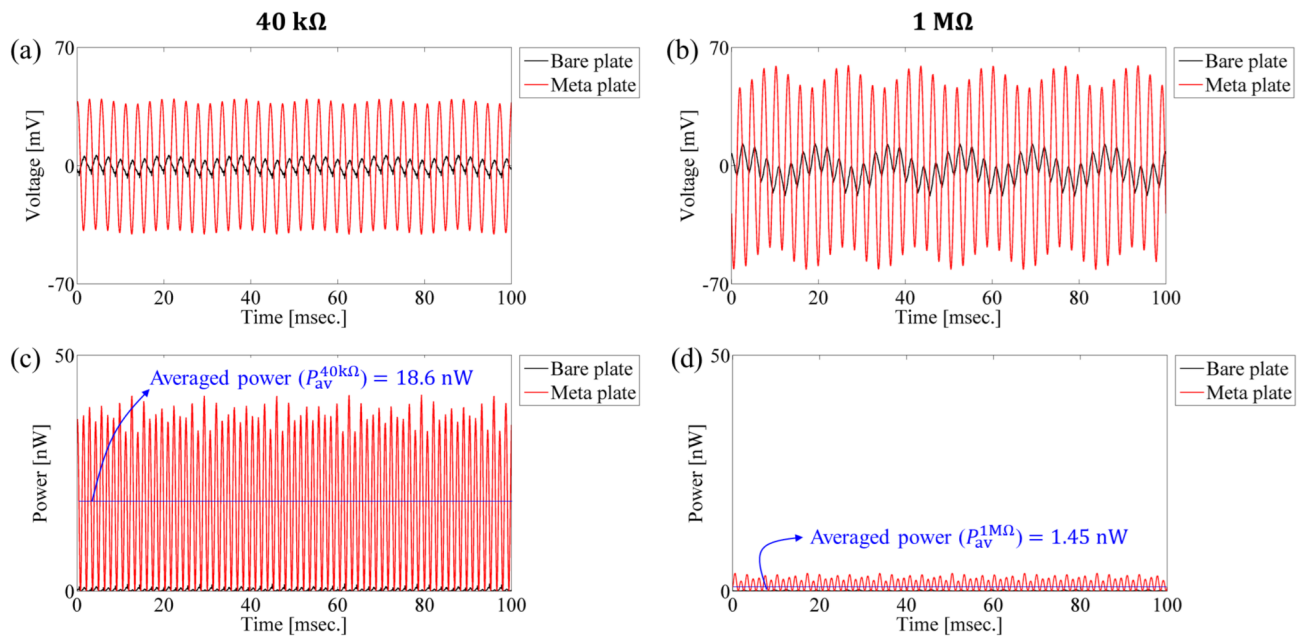 40 kΩ
1 MΩ
(a)
70
0
-70
Voltage [mV]
0 20 40 60 80 100
Time [msec.]
Bare plate
Meta plate
(b)
70
0
-70
Voltage [mV]
0 20 40 60 80 100
Time [msec.]
Bare plate
Meta plate
(c)
50
0
Power [nW]
Averaged power (P_av^40kΩ) = 18.6 nW
0 20 40 60 80 100
Time [msec.]
Bare plate
Meta plate
(d)
50
0
Power [nW]
Averaged power (P_av^1MΩ) = 1.45 nW
0 20 40 60 80 100
Time [msec.]
Bare plate
Meta plate